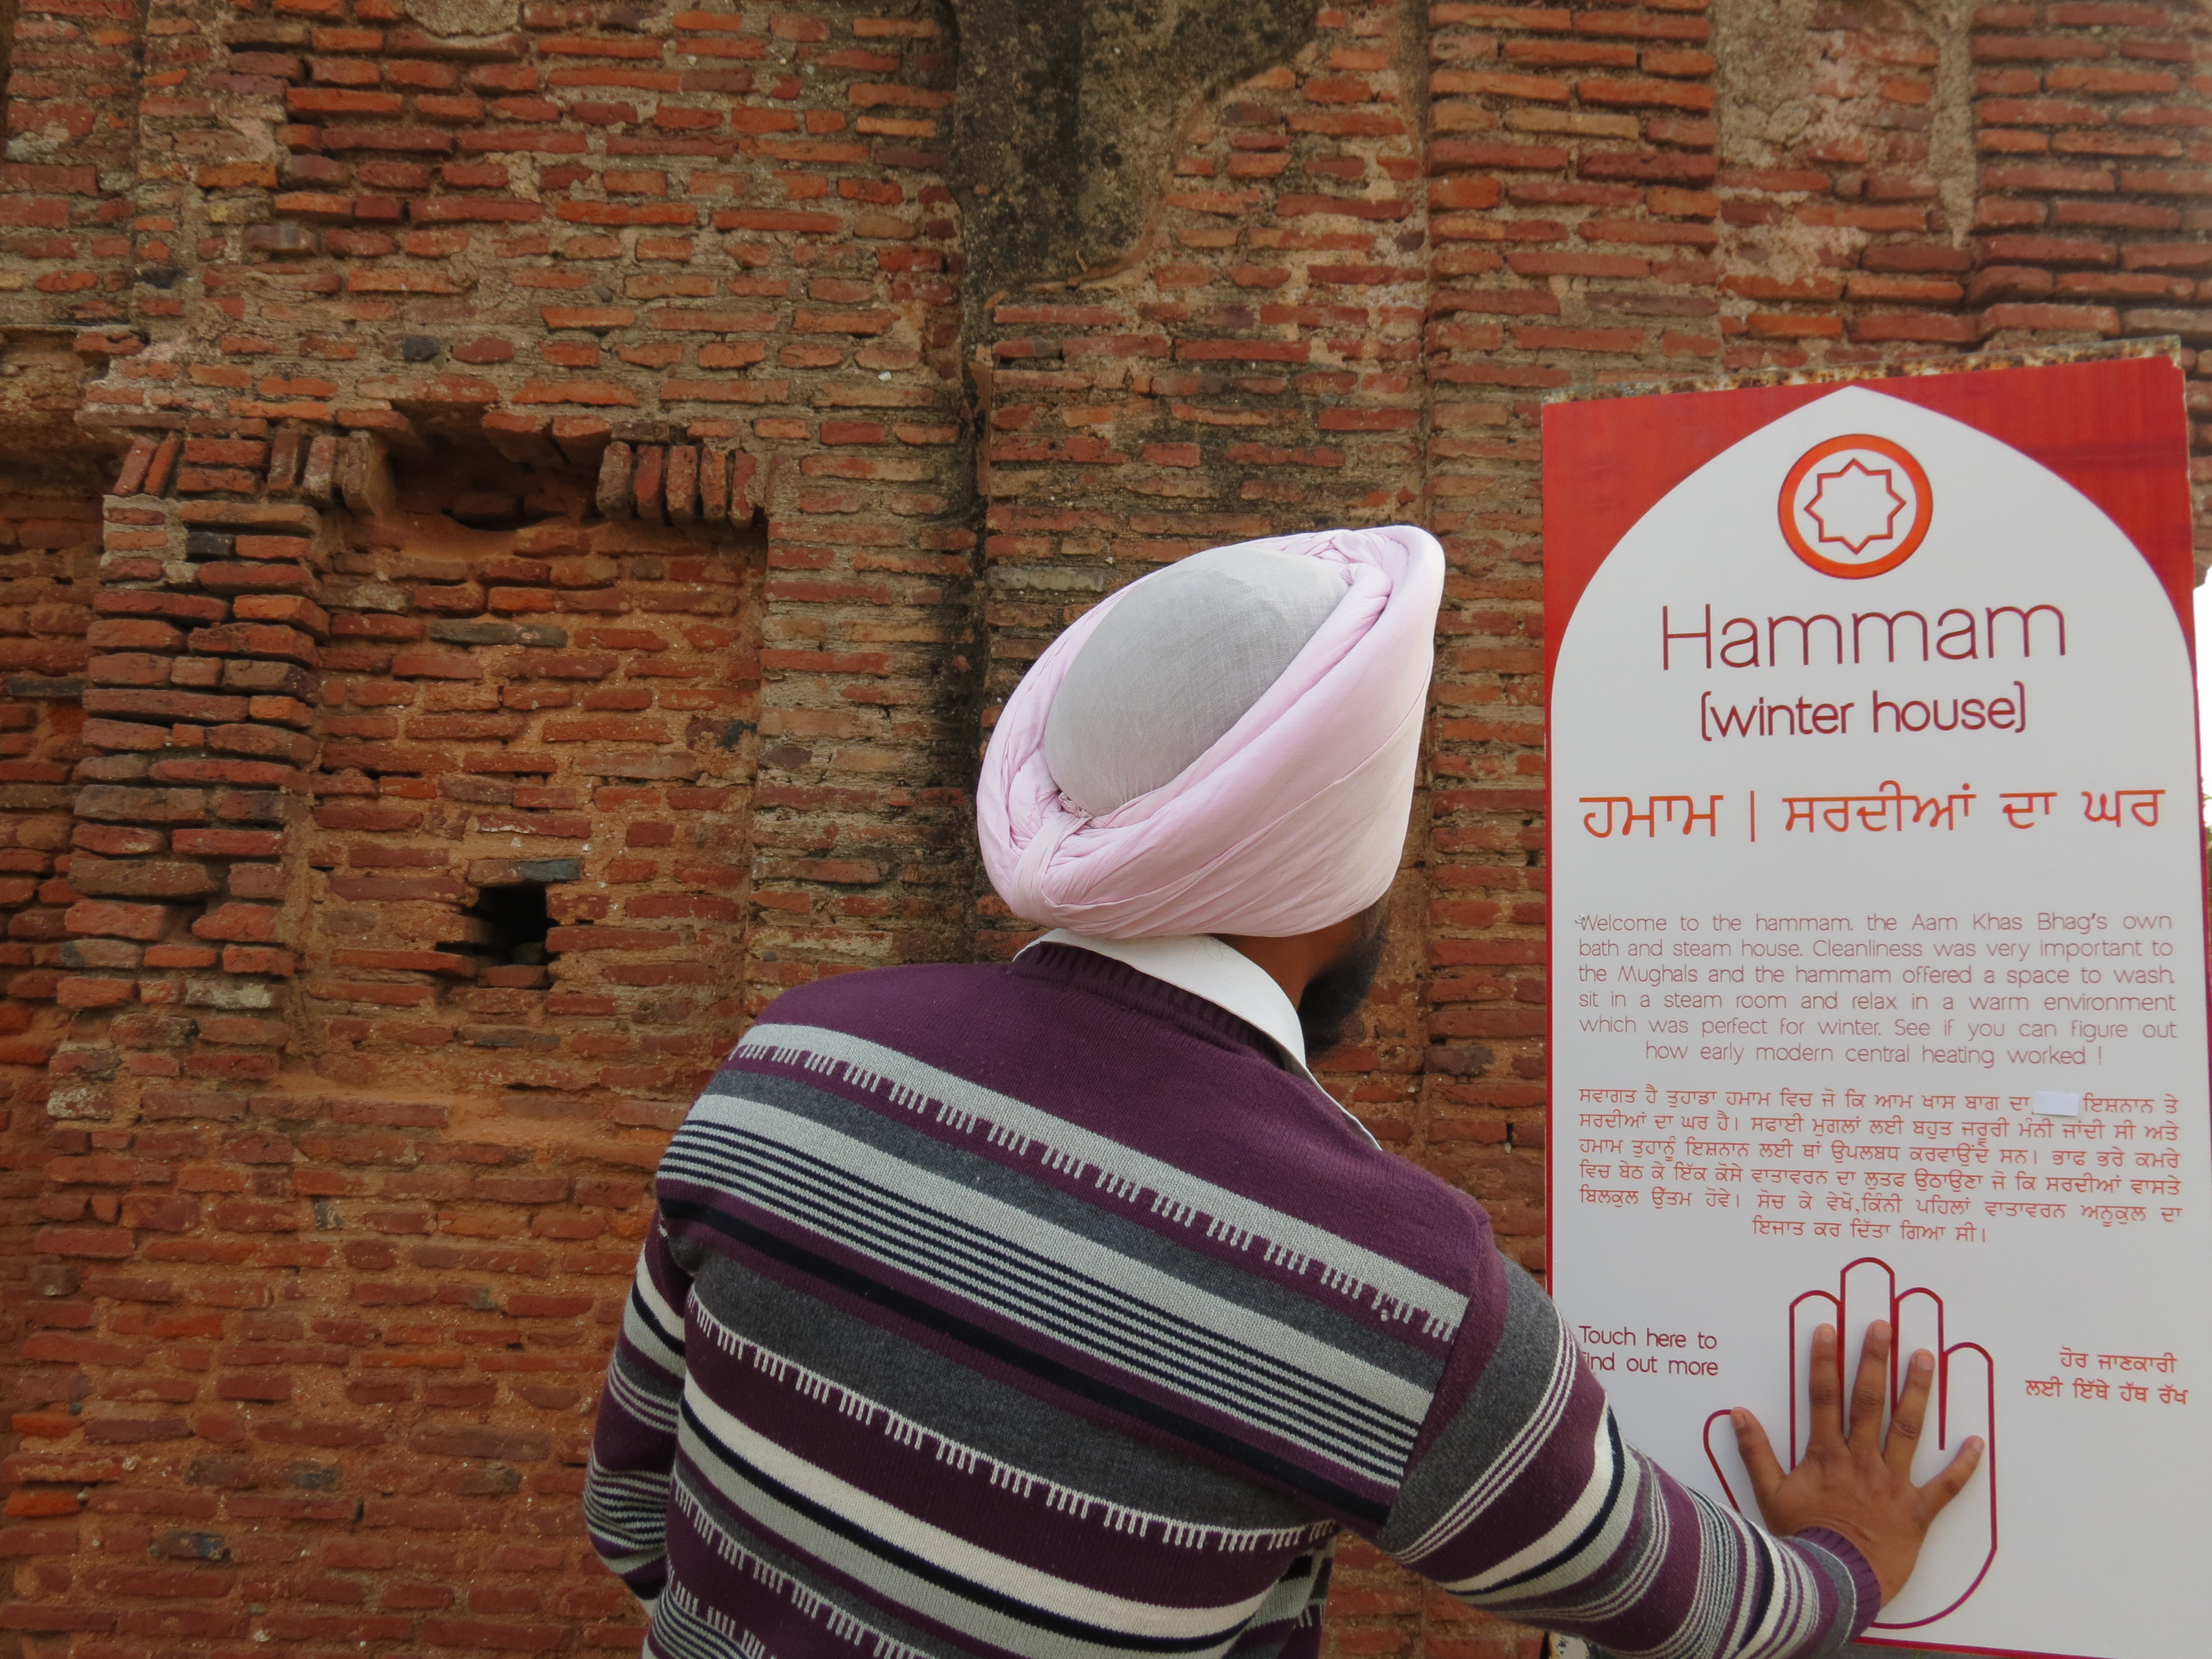 Hammam
(winter house)
ਹਮਾਮ | ਸਰਦੀਆਂ ਦਾ ਘਰ
Welcome to the hammam, the Aam Khas Bhag's own
bath and steam house. Cleanliness was very important to
the Mughals and the hammam offered a space to wash,
sit in a steam room and relax in a warm environment
which was perfect for winter. See if you can figure out
how early modern central heating worked !
ਸਵਾਗਤ ਹੈ ਤੁਹਾਡਾ ਹਮਾਮ ਵਿਚ ਜੋ ਕਿ ਆਮ ਖਾਸ ਬਾਗ ਦਾ ਇਸ਼ਨਾਨ ਤੇ
ਸਰਦੀਆਂ ਦਾ ਘਰ ਹੈ। ਸਫਾਈ ਮੁਗਲਾਂ ਲਈ ਬਹੁਤ ਜਰੂਰੀ ਮੰਨੀ ਜਾਂਦੀ ਸੀ ਅਤੇ
ਹਮਾਮ ਤੁਹਾਨੂੰ ਇਸ਼ਨਾਨ ਲਈ ਥਾਂ ਉਪਲਬਧ ਕਰਵਾਉਂਦੇ ਸਨ। ਭਾਫ ਭਰੇ ਕਮਰੇ
ਵਿਚ ਬੇਠ ਕੇ ਇੱਕ ਕੋਸੇ ਵਾਤਾਵਰਨ ਦਾ ਲੁਤਫ ਉਠਾਉਣਾ ਜੋ ਕਿ ਸਰਦੀਆਂ ਵਾਸਤੇ
ਬਿਲਕੁਲ ਉੱਤਮ ਹੋਵੇ। ਸੋਚ ਕੇ ਵੇਖੋ,ਕਿੰਨੀ ਪਹਿਲਾਂ ਵਾਤਾਵਰਨ ਅਨੂਕੁਲ ਦਾ
ਇਜਾਤ ਕਰ ਦਿੱਤਾ ਗਿਆ ਸੀ।
Touch here to
find out more
ਹੋਰ ਜਾਣਕਾਰੀ
ਲਈ ਇੱਥੇ ਹੱਥ ਰੱਖ